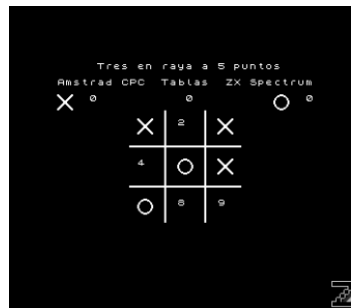 Tres en raya a 5 puntos
Amstrad CPC Tablas ZX Spectrum
X 0 0 O 0
X 2 X
4 O X
O 8 9